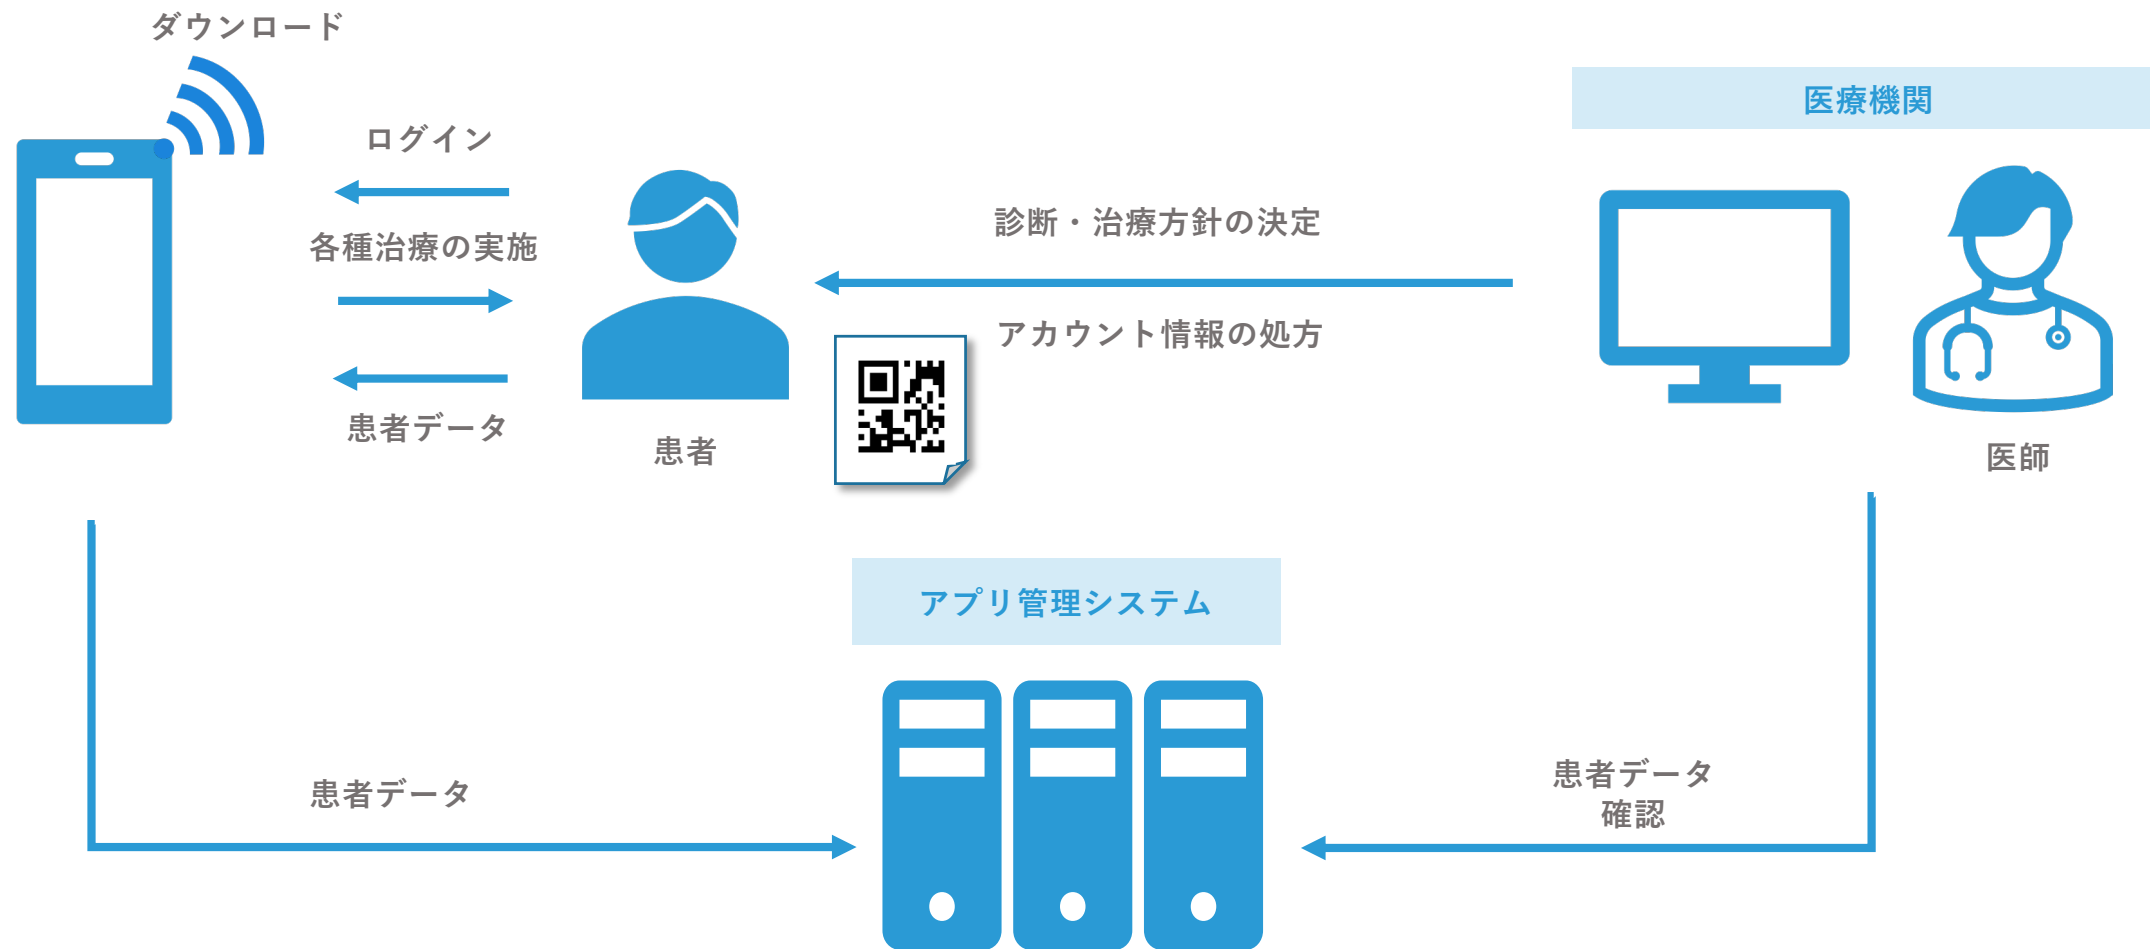 ダウンロード
医療機関
ログイン
診断・治療方針の決定
各種治療の実施
アカウント情報の処方
患者データ
患者
医師
アプリ管理システム
患者データ
患者データ
確認